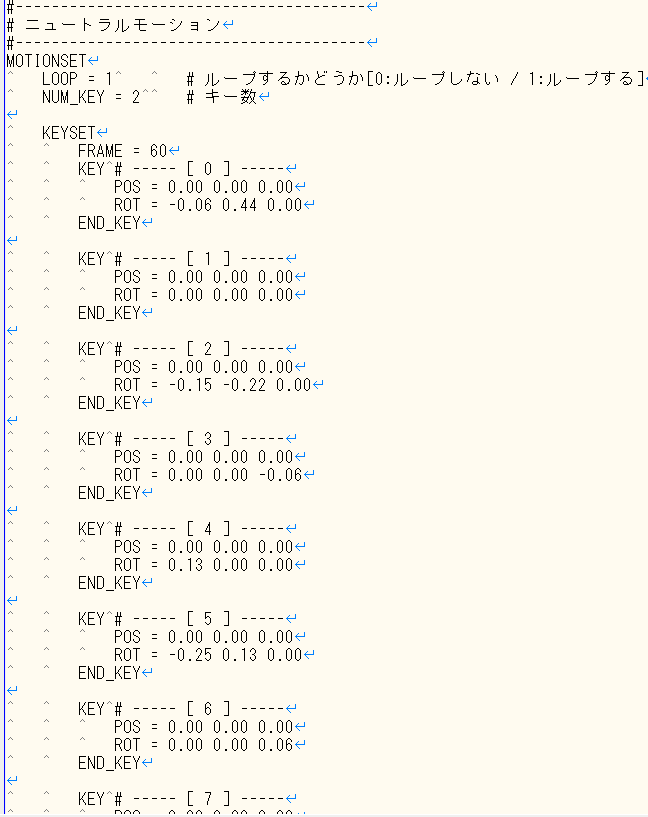 #---------------------------------------
# ニュートラルモーション
#---------------------------------------
MOTIONSET
LOOP = 1 # ループするかどうか[0:ループしない / 1:ループする]
NUM_KEY = 2 # キー数
KEYSET
FRAME = 60
KEY # ----- [ 0 ] -----
POS = 0.00 0.00 0.00
ROT = -0.06 0.44 0.00
END_KEY
KEY # ----- [ 1 ] -----
POS = 0.00 0.00 0.00
ROT = 0.00 0.00 0.00
END_KEY
KEY # ----- [ 2 ] -----
POS = 0.00 0.00 0.00
ROT = -0.15 -0.22 0.00
END_KEY
KEY # ----- [ 3 ] -----
POS = 0.00 0.00 0.00
ROT = 0.00 0.00 -0.06
END_KEY
KEY # ----- [ 4 ] -----
POS = 0.00 0.00 0.00
ROT = 0.13 0.00 0.00
END_KEY
KEY # ----- [ 5 ] -----
POS = 0.00 0.00 0.00
ROT = -0.25 0.13 0.00
END_KEY
KEY # ----- [ 6 ] -----
POS = 0.00 0.00 0.00
ROT = 0.00 0.00 0.06
END_KEY
KEY # ----- [ 7 ] -----